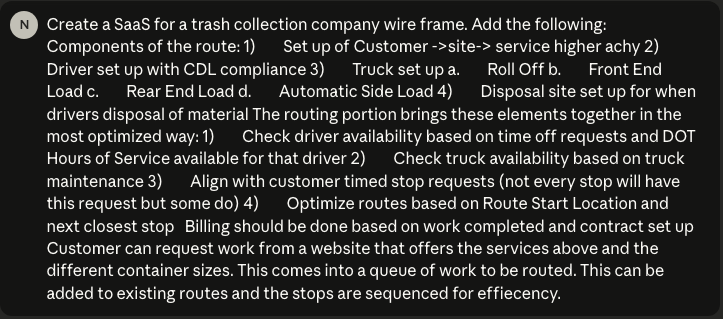 N
Create a SaaS for a trash collection company wire frame. Add the following:
Components of the route: 1) Set up of Customer ->site-> service higher achy 2)
Driver set up with CDL compliance 3) Truck set up a. Roll Off b. Front End
Load c. Rear End Load d. Automatic Side Load 4) Disposal site set up for when
drivers disposal of material The routing portion brings these elements together in the
most optimized way: 1) Check driver availability based on time off requests and DOT
Hours of Service available for that driver 2) Check truck availability based on truck
maintenance 3) Align with customer timed stop requests (not every stop will have
this request but some do) 4) Optimize routes based on Route Start Location and
next closest stop Billing should be done based on work completed and contract set up
Customer can request work from a website that offers the services above and the
different container sizes. This comes into a queue of work to be routed. This can be
added to existing routes and the stops are sequenced for effiecency.